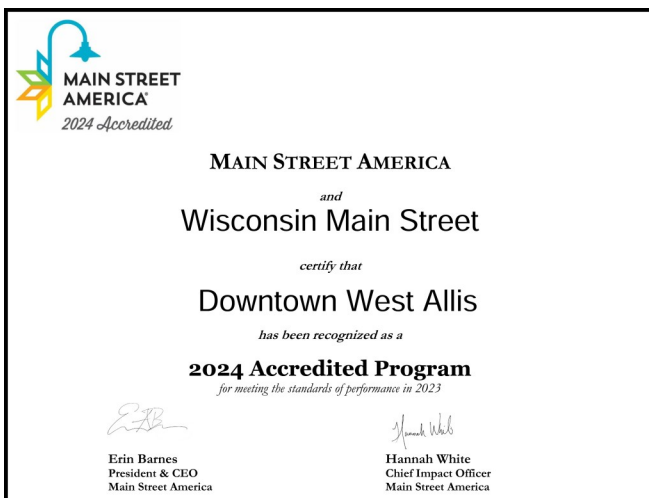 MAIN STREET
AMERICA
2024 Accredited
MAIN STREET AMERICA
and
Wisconsin Main Street
certify that
Downtown West Allis
has been recognized as a
2024 Accredited Program
for meeting the standards of performance in 2023
Erin Barnes
President & CEO
Main Street America
Hannah White
Hannah White
Chief Impact Officer
Main Street America